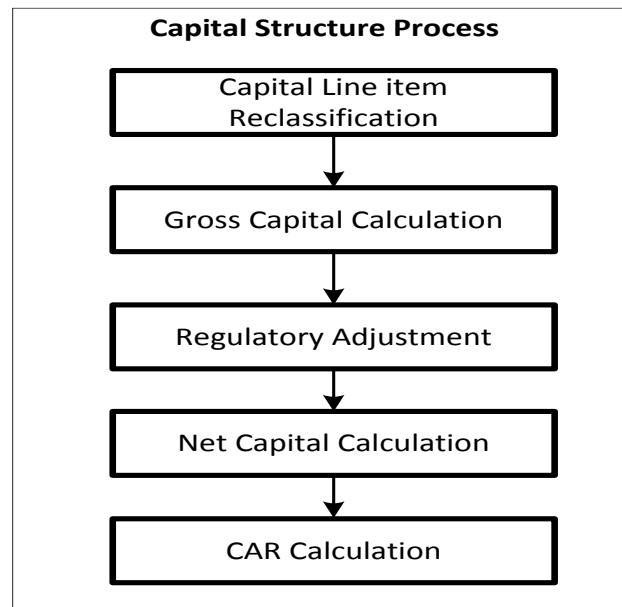 Capital Structure Process
Capital Line item
Reclassification
Gross Capital Calculation
Regulatory Adjustment
Net Capital Calculation
CAR Calculation